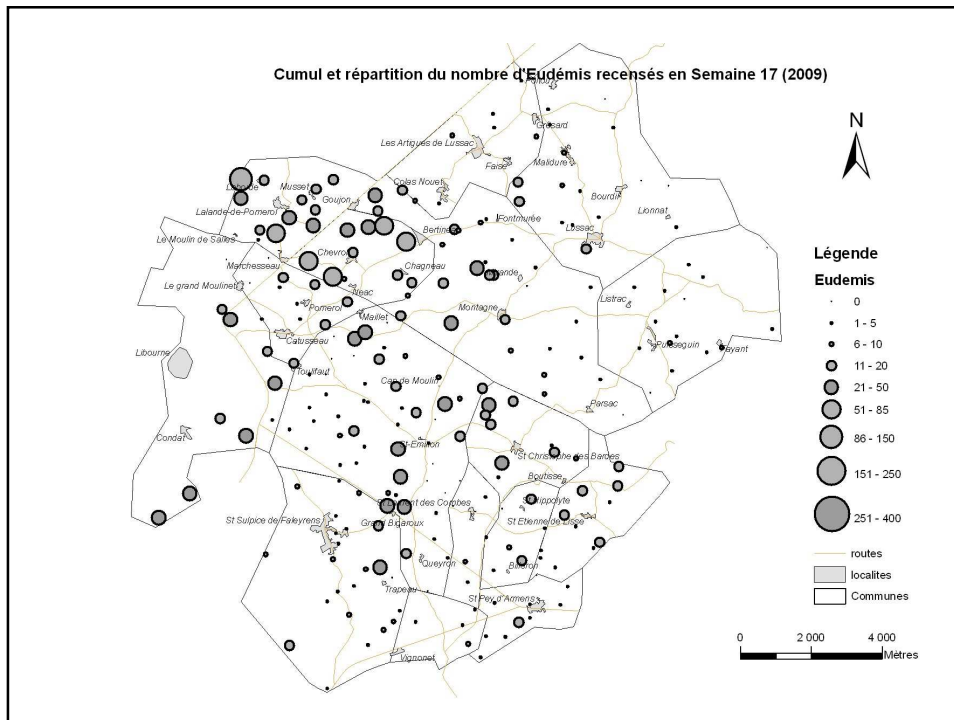 Cumul et répartition du nombre d'Eudémis recensés en Semaine 17 (2009)
N
Grésard
Les Artigues de Lussac
Malidure
Faise
Colas Nouet
Musset
Goujon
Bourdil
Lionnat
Lalande-de-Pomerol
Fontmurée
Le Moulin de Salles
Bertineau
Lussac
Chevrol
Marchesseau
Chagneau
Le grand Moulinet
Néac
Listrac
Pomerol
Maillet
Montagne
Catusseau
Puisseguin
Libourne
Toulifaut
Cap de Moulin
Parsac
Condat
St-Emilion
St Christophe des Bardes
Boutisse
St Laurent des Combes
St Hippolyte
St Sulpice de Faleyrens
Grand Bigaroux
St Etienne de Lisse
Queyron
Trapeau
St Pey d'Armens
Vignonet
Légende
Eudemis
0
1 - 5
6 - 10
11 - 20
21 - 50
51 - 85
86 - 150
151 - 250
251 - 400
routes
localites
Communes
0 2 000 4 000
Mètres